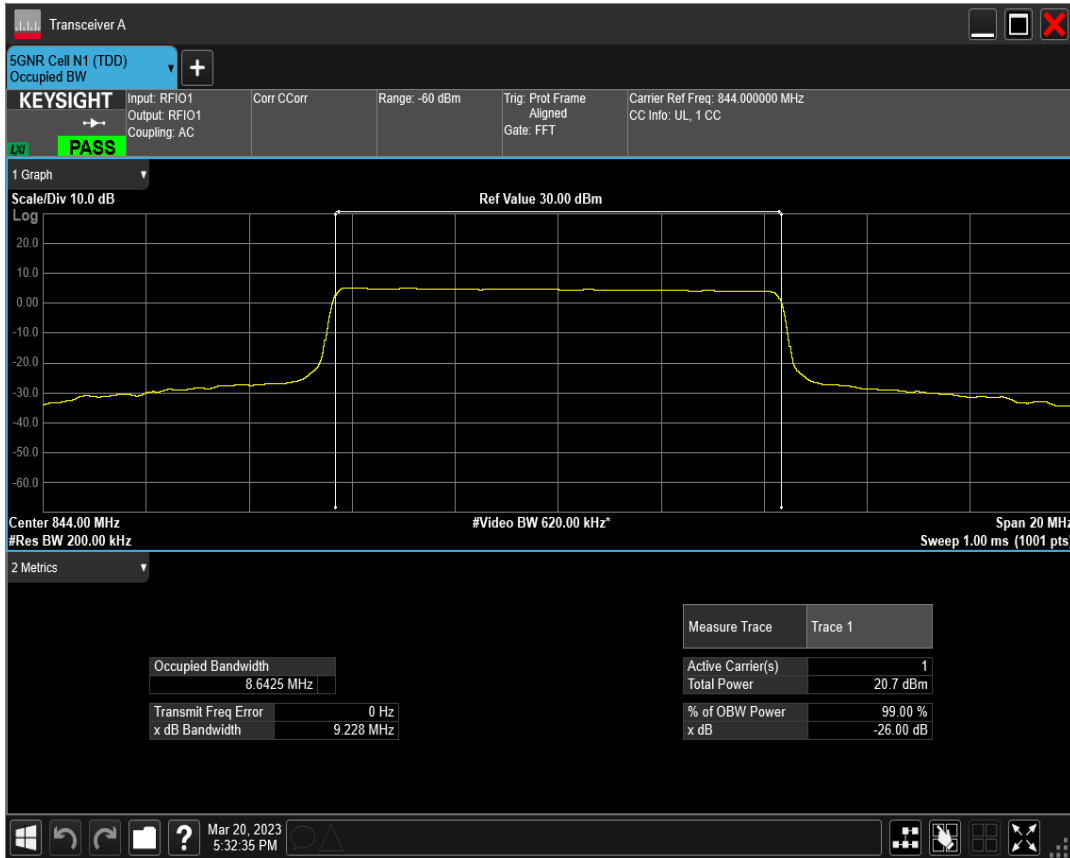 Transceiver A
5GNR Cell N1 (TDD)
Occupied BW
+
KEYSIGHT
LXI
PASS
Input: RFIO1
Output: RFIO1
Coupling: AC
Corr CCorr
Range: -60 dBm
Trig: Prot Frame
Aligned
Gate: FFT
Carrier Ref Freq: 844.000000 MHz
CC Info: UL, 1 CC
1 Graph
Scale/Div 10.0 dB
Ref Value 30.00 dBm
Log
20.0
10.0
0.00
-10.0
-20.0
-30.0
-40.0
-50.0
-60.0
Center 844.00 MHz
#Video BW 620.00 kHz*
Span 20 MHz
#Res BW 200.00 kHz
Sweep 1.00 ms (1001 pts)
2 Metrics
Measure Trace Trace 1
Occupied Bandwidth
8.6425 MHz
Active Carrier(s) 1
Total Power 20.7 dBm
Transmit Freq Error 0 Hz
x dB Bandwidth 9.228 MHz
% of OBW Power 99.00 %
x dB -26.00 dB
?
Mar 20, 2023
5:32:35 PM